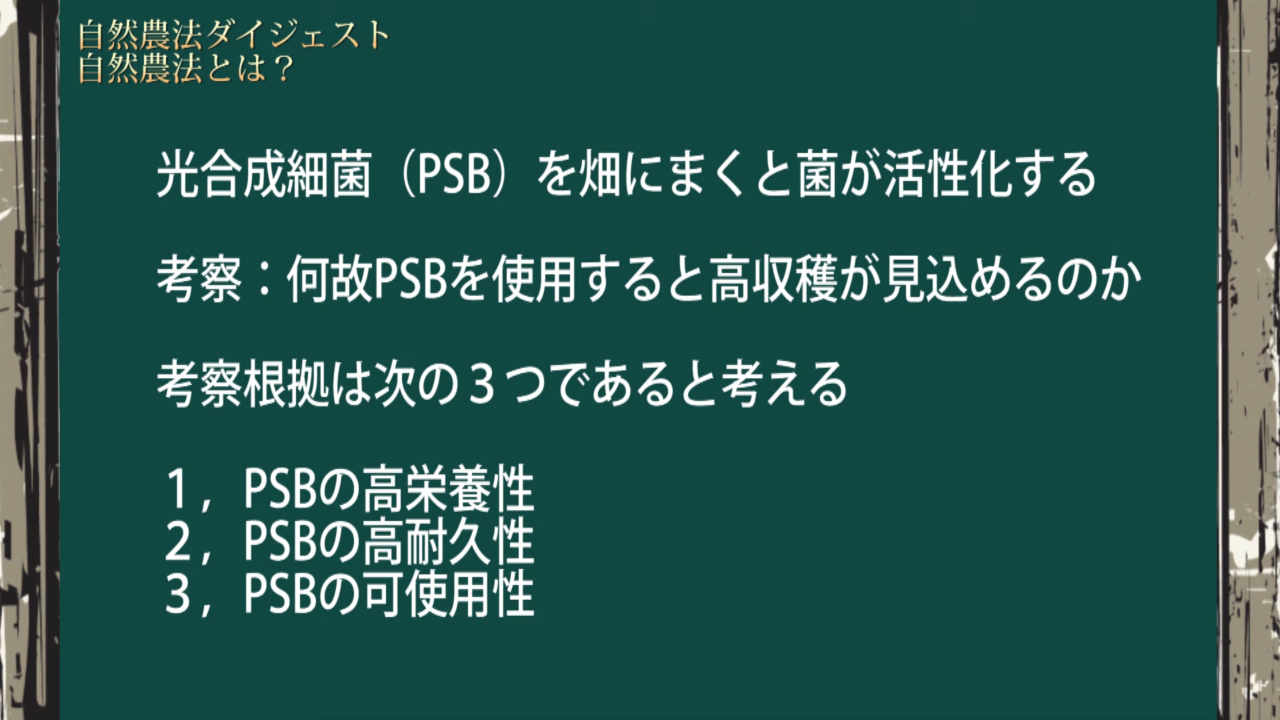 自然農法ダイジェスト
自然農法とは？
光合成細菌（PSB）を畑にまくと菌が活性化する
考察：何故PSBを使用すると高収穫が見込めるのか
考察根拠は次の３つであると考える
１，PSBの高栄養性
２，PSBの高耐久性
３，PSBの可使用性